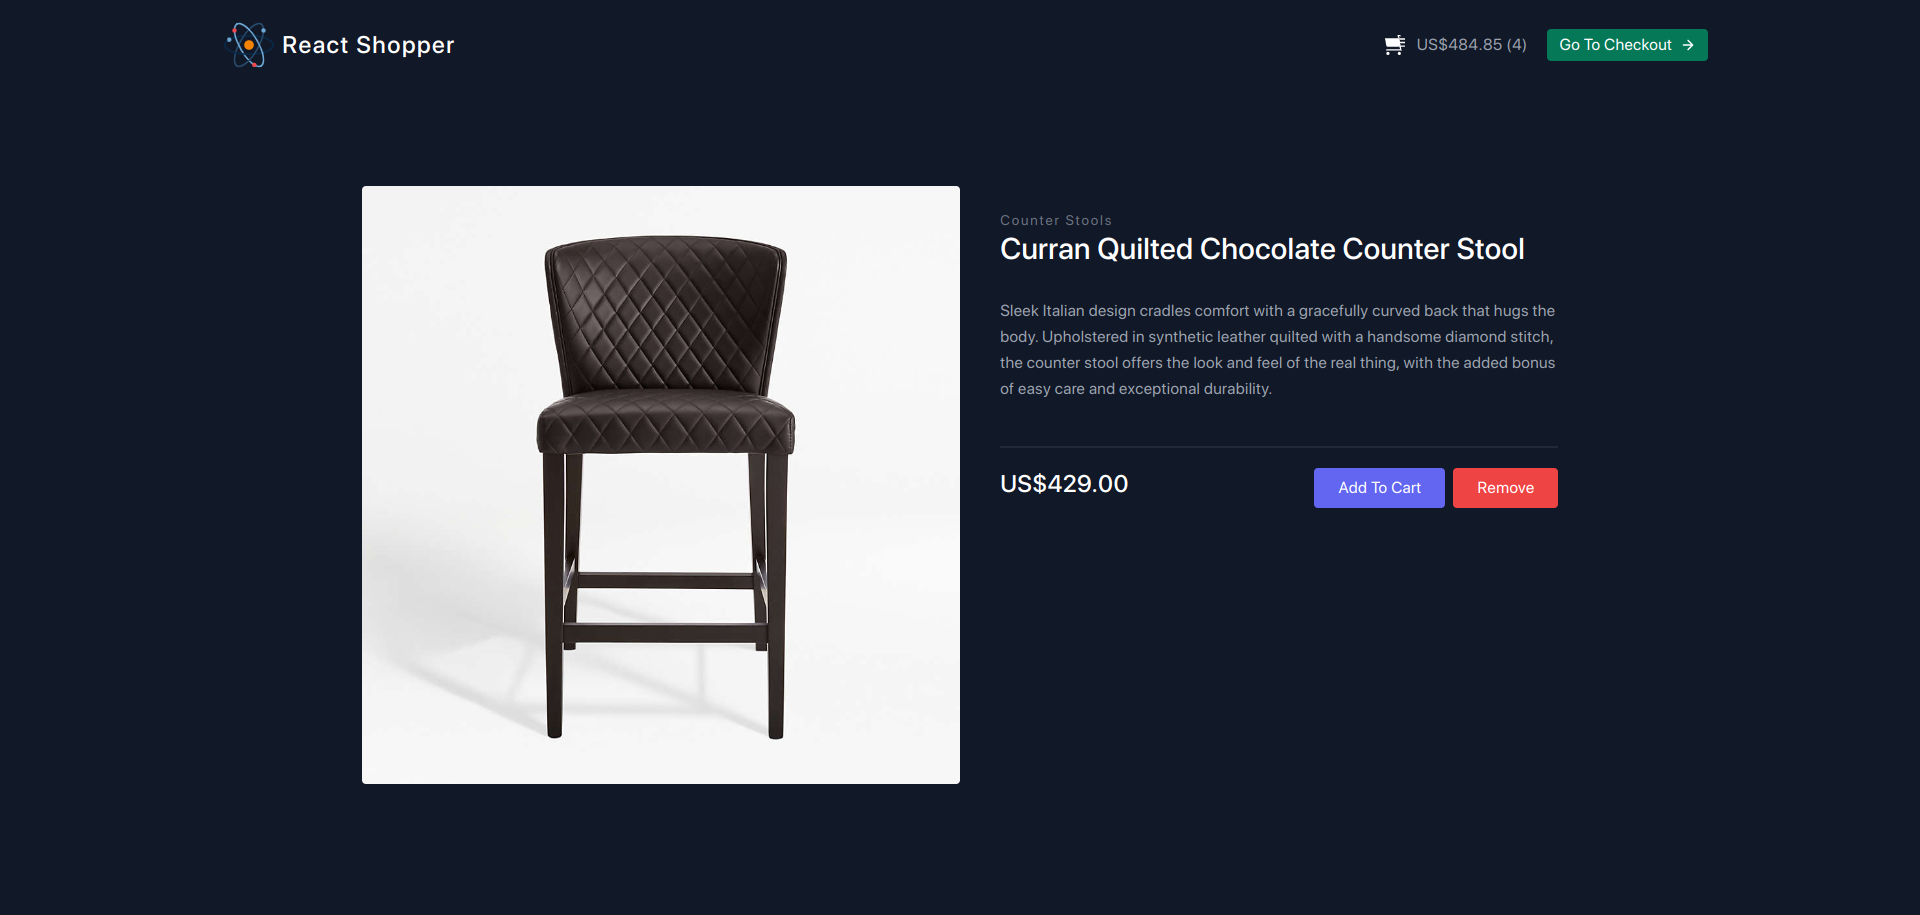 React Shopper
US$484.85 (4)
Go To Checkout
Counter Stools
Curran Quilted Chocolate Counter Stool
Sleek Italian design cradles comfort with a gracefully curved back that hugs the
body. Upholstered in synthetic leather quilted with a handsome diamond stitch,
the counter stool offers the look and feel of the real thing, with the added bonus
of easy care and exceptional durability.
US$429.00
Add To Cart
Remove